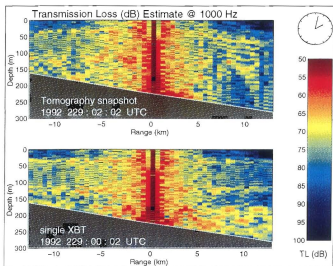 Transmission Loss (dB) Estimate @ 1000 Hz
0
50
100
150
200
250
300
Depth (m)
Tomography snapshot
1992 229 : 02 : 02 UTC
-10 -5 0 5 10
Range (km)
0
50
100
150
200
250
300
Depth (m)
single XBT
1992 229 : 00 : 02 UTC
-10 -5 0 5 10
Range (km)
50
55
60
65
70
75
80
85
90
95
100
TL (dB)